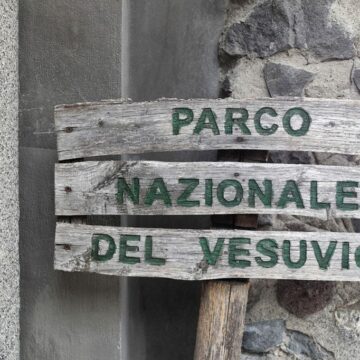 PARCO
NAZIONALE
DEL VESUVIO